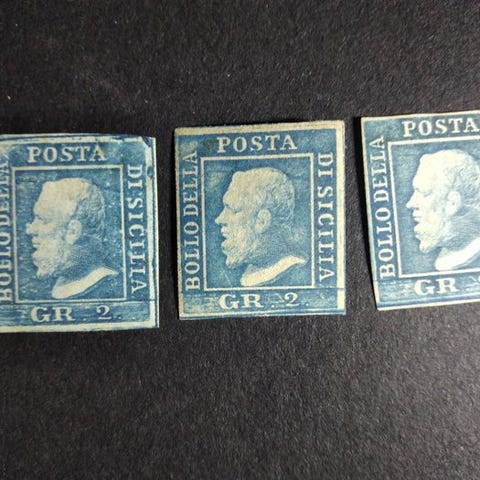 BOLLO DELLA
POSTA
DI SICILIA
GR 2
BOLLO DELLA
POSTA
DI SICILIA
GR 2
BOLLO DELLA
POSTA
GR